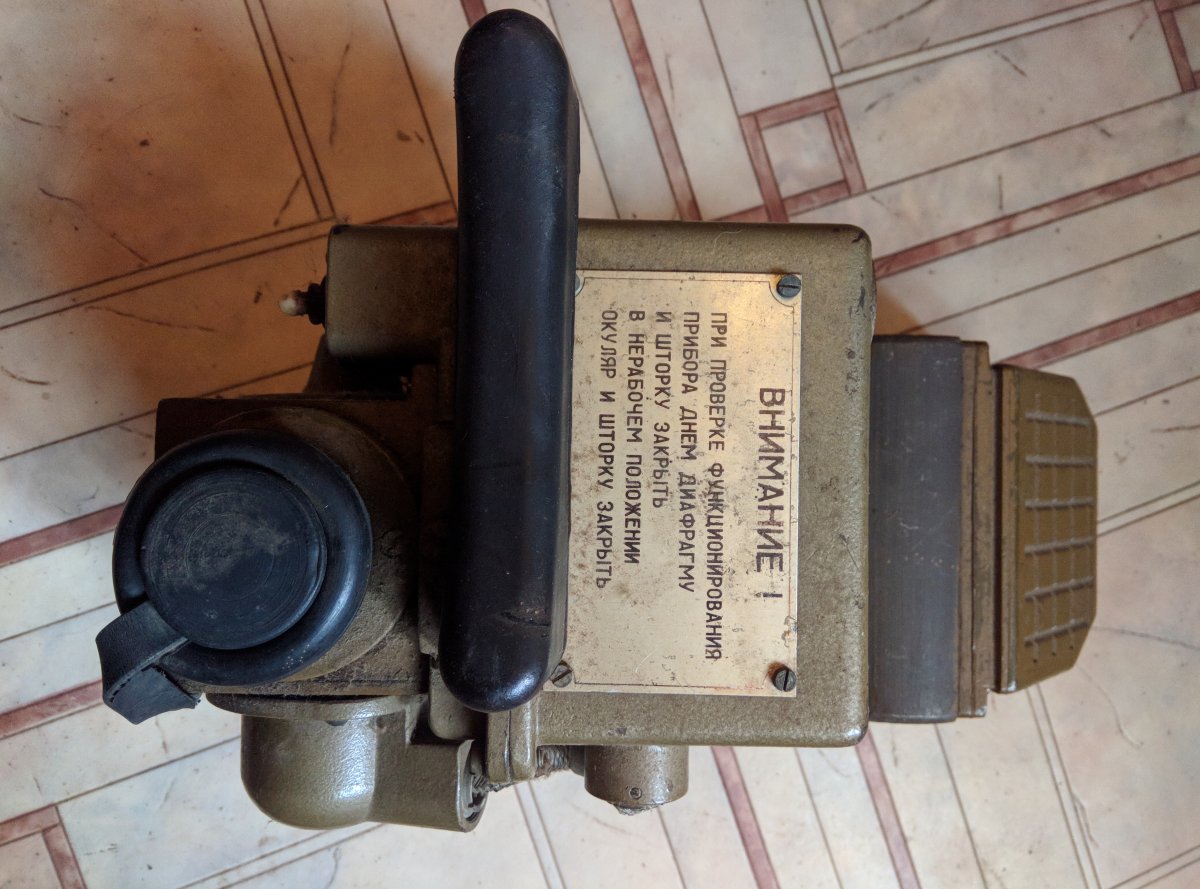 ВНИМАНИЕ !
ПРИ ПРОВЕРКЕ ФУНКЦИОНИРОВАНИЯ
ПРИБОРА ДНЕМ ДИАФРАГМУ
И ШТОРКУ ЗАКРЫТЬ
В НЕРАБОЧЕМ ПОЛОЖЕНИИ
ОКУЛЯР И ШТОРКУ ЗАКРЫТЬ